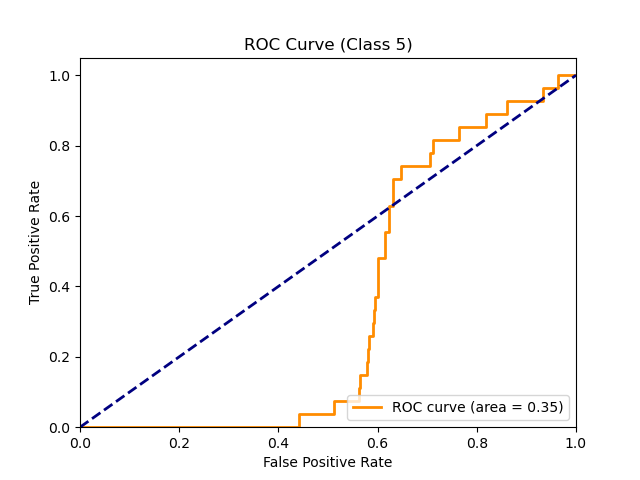 ROC Curve (Class 5)
True Positive Rate
1.0
0.8
0.6
0.4
0.2
0.0
0.0 0.2 0.4 0.6 0.8 1.0
False Positive Rate
ROC curve (area = 0.35)